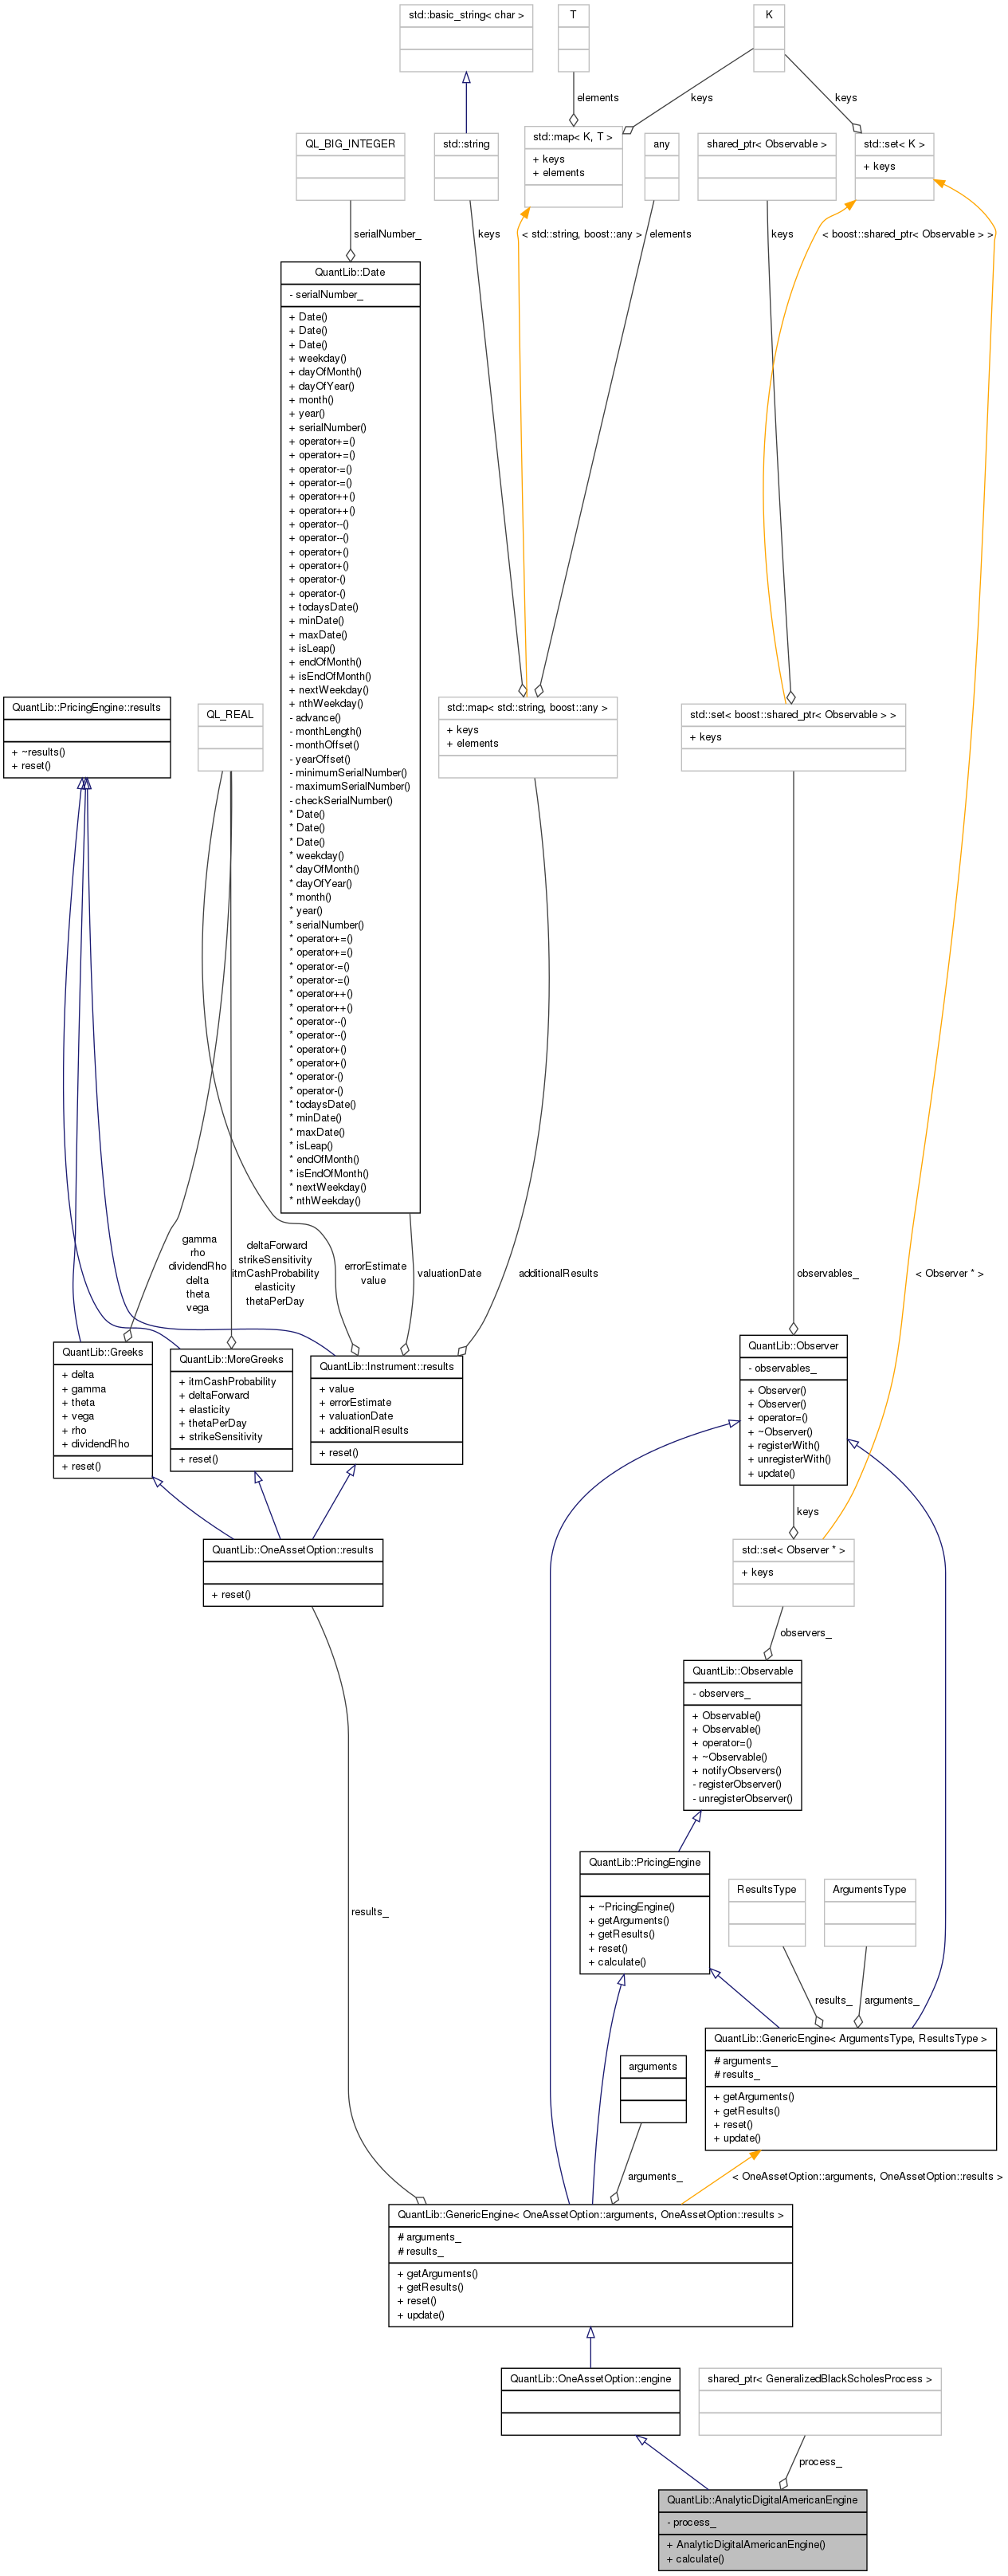 std::basic_string< char >
T
K
elements
keys
keys
QL_BIG_INTEGER
std::string
std::map< K, T >
+ keys
+ elements
any
shared_ptr< Observable >
std::set< K >
+ keys
serialNumber_
keys
< std::string, boost::any >
elements
keys
< boost::shared_ptr< Observable > >
QuantLib::Date
- serialNumber_
+ Date()
+ Date()
+ Date()
+ weekday()
+ dayOfMonth()
+ dayOfYear()
+ month()
+ year()
+ serialNumber()
+ operator+=()
+ operator+=()
+ operator-=()
+ operator-=()
+ operator++()
+ operator++()
+ operator--()
+ operator--()
+ operator+()
+ operator+()
+ operator-()
+ operator-()
+ todaysDate()
+ minDate()
+ maxDate()
+ isLeap()
+ endOfMonth()
+ isEndOfMonth()
+ nextWeekday()
+ nthWeekday()
- advance()
- monthLength()
- monthOffset()
- yearOffset()
- minimumSerialNumber()
- maximumSerialNumber()
- checkSerialNumber()
* Date()
* Date()
* Date()
* weekday()
* dayOfMonth()
* dayOfYear()
* month()
* year()
* serialNumber()
* operator+=()
* operator+=()
* operator-=()
* operator-=()
* operator++()
* operator++()
* operator--()
* operator--()
* operator+()
* operator+()
* operator-()
* operator-()
* todaysDate()
* minDate()
* maxDate()
* isLeap()
* endOfMonth()
* isEndOfMonth()
* nextWeekday()
* nthWeekday()
QuantLib::PricingEngine::results
+ ~results()
+ reset()
QL_REAL
std::map< std::string, boost::any >
+ keys
+ elements
std::set< boost::shared_ptr< Observable > >
+ keys
gamma
rho
dividendRho
delta
theta
vega
deltaForward
strikeSensitivity
itmCashProbability
elasticity
thetaPerDay
errorEstimate
value
valuationDate
additionalResults
observables_
< Observer * >
QuantLib::Greeks
+ delta
+ gamma
+ theta
+ vega
+ rho
+ dividendRho
+ reset()
QuantLib::MoreGreeks
+ itmCashProbability
+ deltaForward
+ elasticity
+ thetaPerDay
+ strikeSensitivity
+ reset()
QuantLib::Instrument::results
+ value
+ errorEstimate
+ valuationDate
+ additionalResults
+ reset()
QuantLib::Observer
- observables_
+ Observer()
+ Observer()
+ operator=()
+ ~Observer()
+ registerWith()
+ unregisterWith()
+ update()
keys
QuantLib::OneAssetOption::results
+ reset()
std::set< Observer * >
+ keys
observers_
QuantLib::Observable
- observers_
+ Observable()
+ Observable()
+ operator=()
+ ~Observable()
+ notifyObservers()
- registerObserver()
- unregisterObserver()
QuantLib::PricingEngine
+ ~PricingEngine()
+ getArguments()
+ getResults()
+ reset()
+ calculate()
ResultsType
ArgumentsType
results_
results_
arguments_
QuantLib::GenericEngine< ArgumentsType, ResultsType >
# arguments_
# results_
+ getArguments()
+ getResults()
+ reset()
+ update()
arguments
arguments_
< OneAssetOption::arguments, OneAssetOption::results >
QuantLib::GenericEngine< OneAssetOption::arguments, OneAssetOption::results >
# arguments_
# results_
+ getArguments()
+ getResults()
+ reset()
+ update()
QuantLib::OneAssetOption::engine
shared_ptr< GeneralizedBlackScholesProcess >
process_
QuantLib::AnalyticDigitalAmericanEngine
- process_
+ AnalyticDigitalAmericanEngine()
+ calculate()